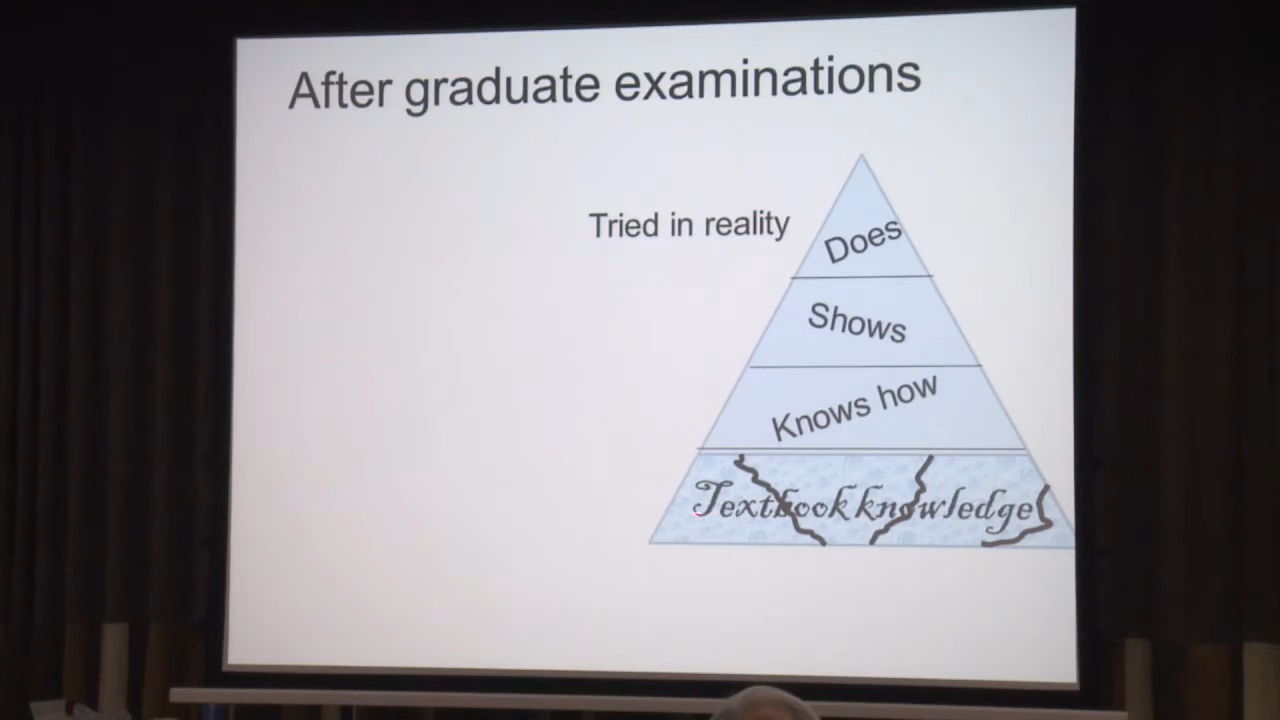 After graduate examinations
Tried in reality
Does
Shows
Knows how
Textbook knowledge